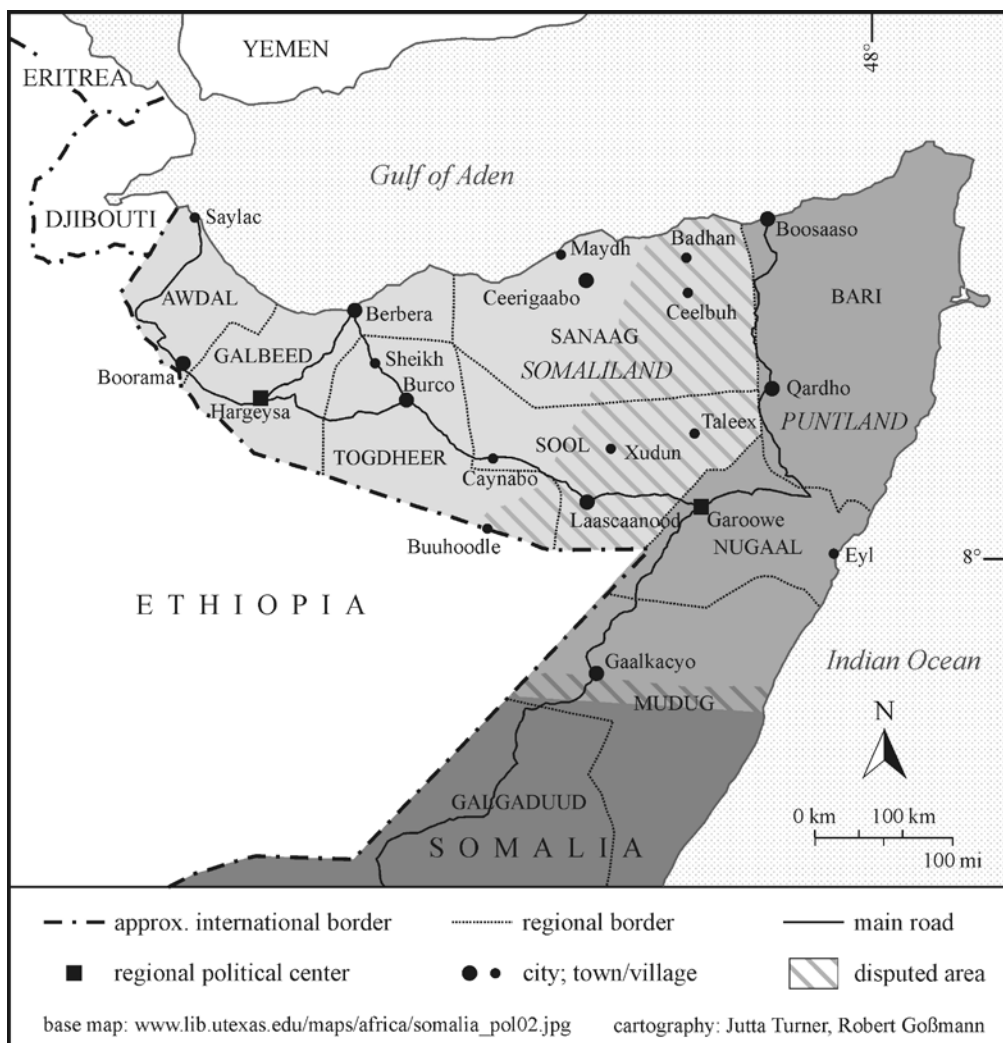 YEMEN
48°
ERITREA
Gulf of Aden
DJIBOUTI
Saylac
Boosaaso
Maydh
Badhan
AWDAL
Ceerigaabo
Ceelbuh
BARI
Berbera
GALBEED
SANAAG
Sheikh
SOMALILAND
Boorama
Burco
Qardho
Hargeysa
Taleex
PUNTLAND
SOOL
Xudun
TOGDHEER
Caynabo
Laascaanood
Garoowe
Buuhoodle
NUGAAL
Eyl
8°
ETHIOPIA
Gaalkacyo
Indian Ocean
MUDUG
N
GALGADUUD
0 km 100 km
SOMALIA
100 mi
approx. international border
regional border
main road
regional political center
city; town/village
disputed area
base map: www.lib.utexas.edu/maps/africa/somalia_pol02.jpg
cartography: Jutta Turner, Robert Goßmann